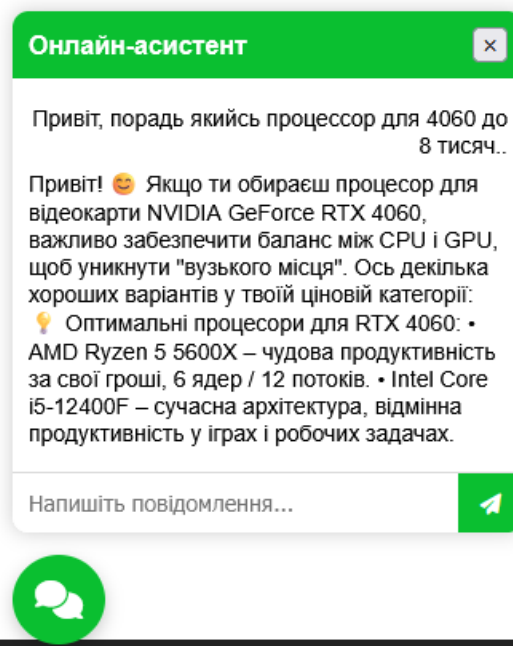 Онлайн-асистент
Привіт, порадь якийсь процессор для 4060 до
8 тисяч..
Привіт! 😊 Якщо ти обираєш процесор для
відеокарти NVIDIA GeForce RTX 4060,
важливо забезпечити баланс між CPU і GPU,
щоб уникнути "вузького місця". Ось декілька
хороших варіантів у твоїй ціновій категорії:
💡 Оптимальні процесори для RTX 4060: •
AMD Ryzen 5 5600X – чудова продуктивність
за свої гроші, 6 ядер / 12 потоків. • Intel Core
i5-12400F – сучасна архітектура, відмінна
продуктивність у іграх і робочих задачах.
Напишіть повідомлення...